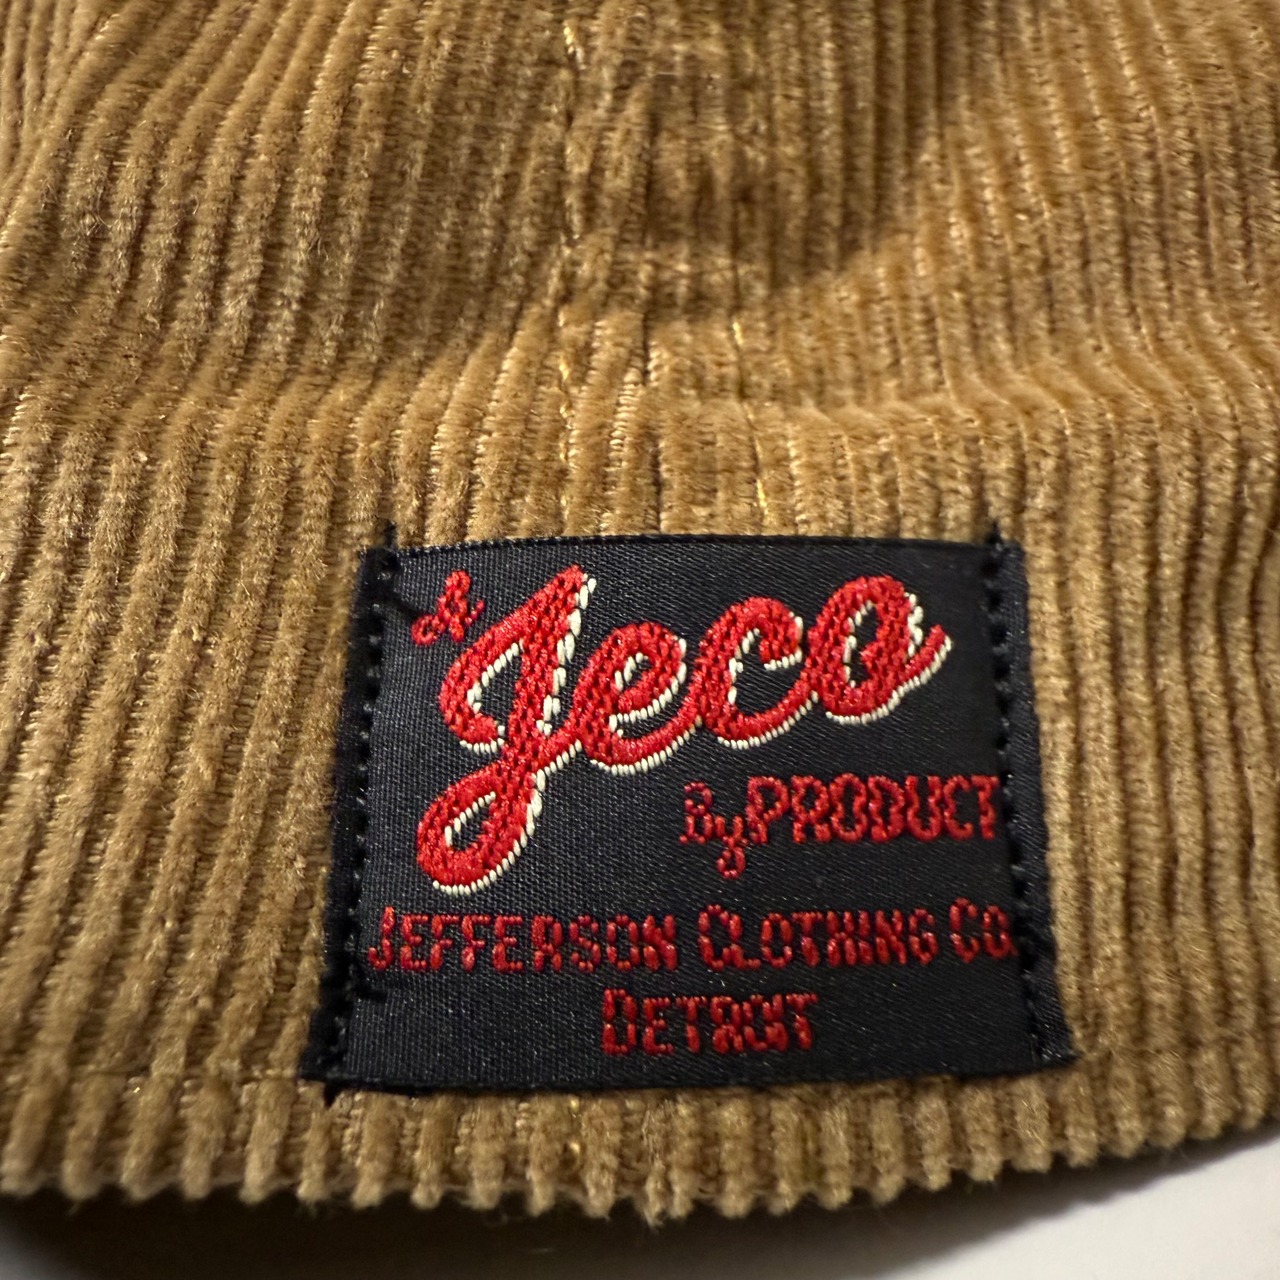 A Jeco
By PRODUCT
JEFFERSON CLOTHING CO.
DETROIT